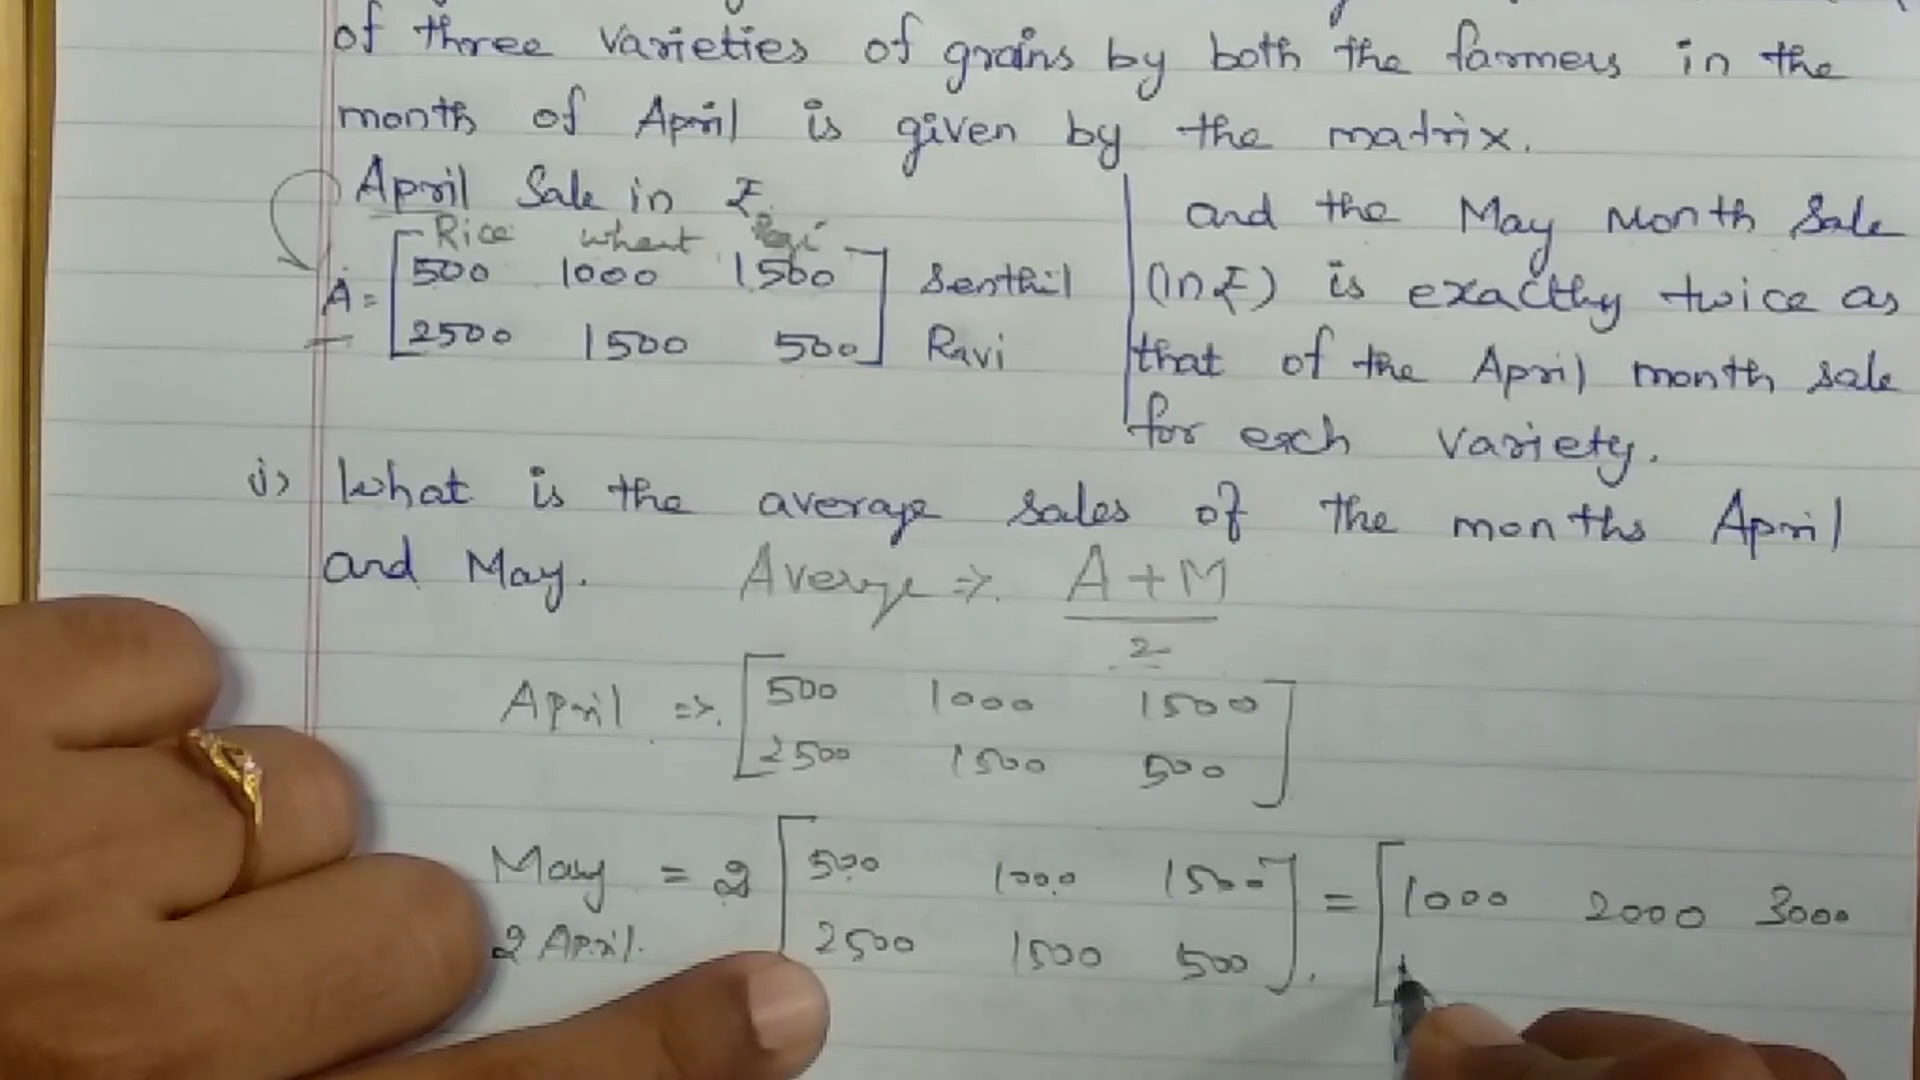 of three varieties of grains by both the farmers in the
month of April is given by the matrix.
April Sale in ₹
Rice wheat Ragi
A = [500 1000 1500] Senthil
[2500 1500 500] Ravi
and the May Month Sale
(in ₹) is exactly twice as
that of the April month sale
for each variety.
i) What is the average sales of the months April
and May. Average ⇒ A+M
2
April ⇒ [500 1000 1500]
[2500 1500 500]
May = 2 [500 1000 1500] = [1000 2000 3000
2 April. [2500 1500 500].